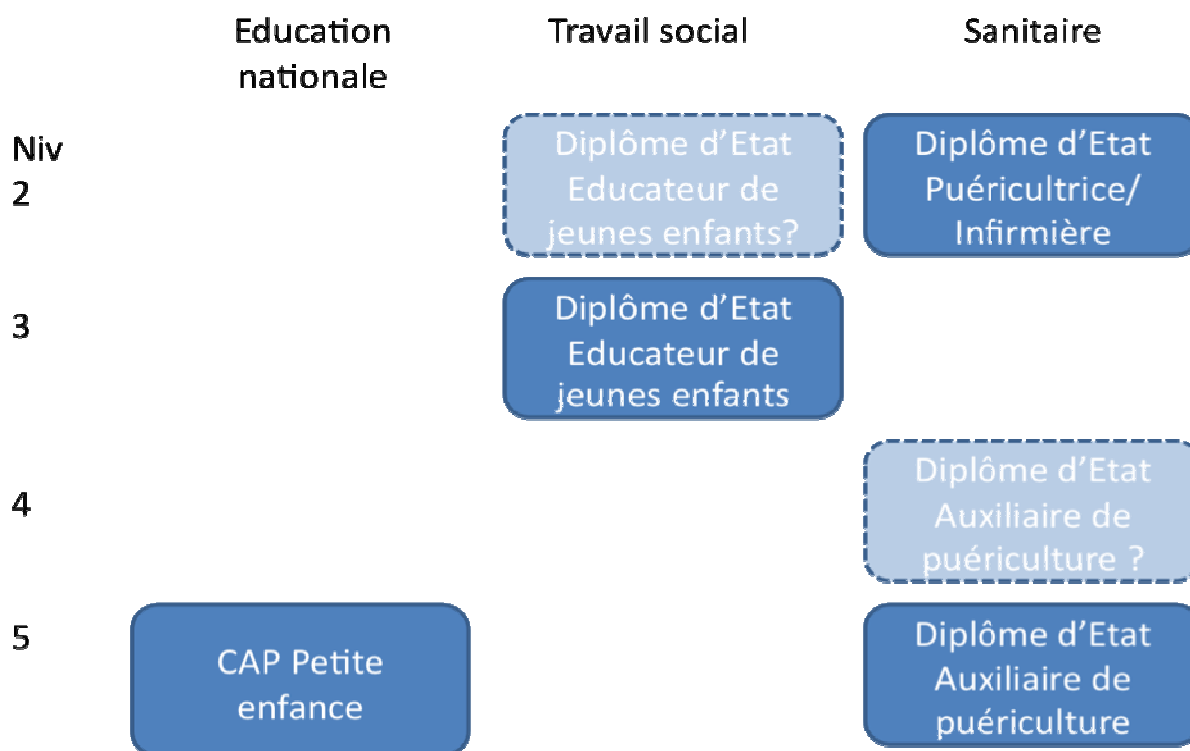 Education
nationale
Travail social
Sanitaire
Niv
2
Diplôme d'Etat
Educateur de
jeunes enfants?
Diplôme d'Etat
Puéricultrice/
Infirmière
3
Diplôme d'Etat
Educateur de
jeunes enfants
4
Diplôme d'Etat
Auxiliaire de
puériculture ?
5
CAP Petite
enfance
Diplôme d'Etat
Auxiliaire de
puériculture